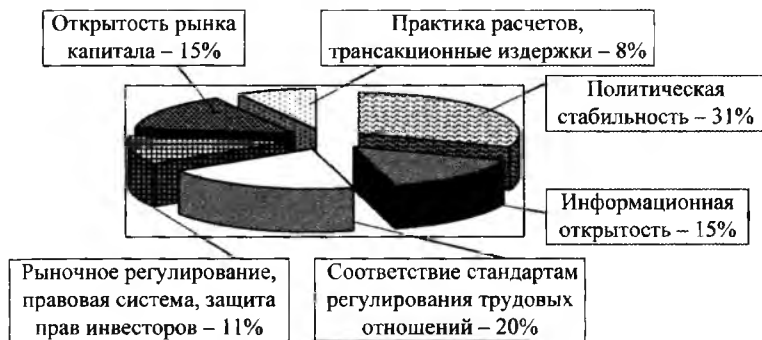 Открытость рынка
капитала – 15%
Практика расчетов,
трансакционные издержки – 8%
Политическая
стабильность – 31%
Информационная
открытость – 15%
Рыночное регулирование,
правовая система, защита
прав инвесторов – 11%
Соответствие стандартам
регулирования трудовых
отношений – 20%